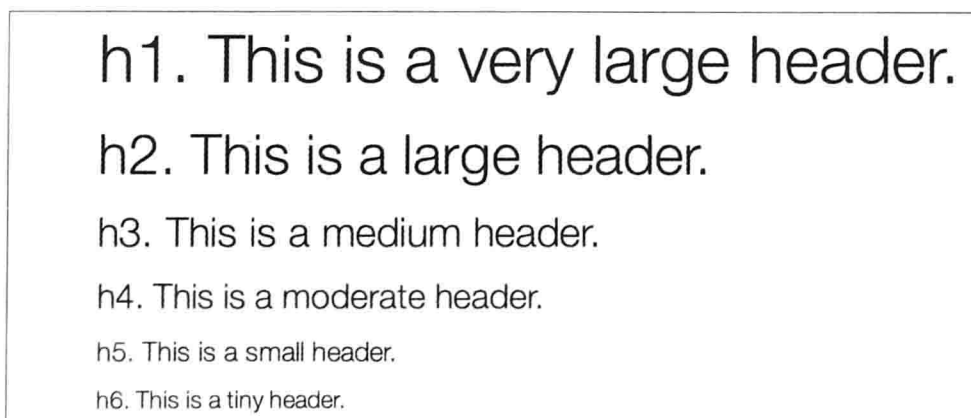 h1. This is a very large header.
h2. This is a large header.
h3. This is a medium header.
h4. This is a moderate header.
h5. This is a small header.
h6. This is a tiny header.